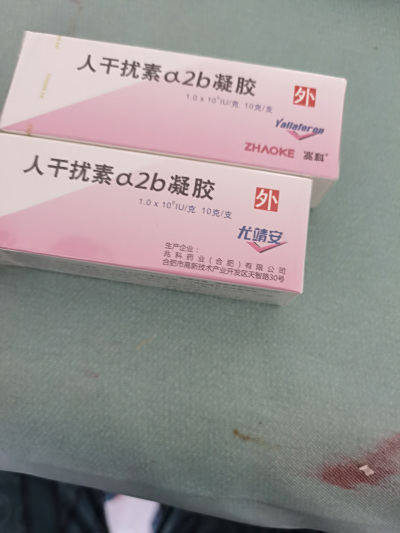 人干扰素α2b凝胶
外
1.0 x 10⁵IU/克 10克/支
Yallaferon
ZHAOKE 兆科®
人干扰素α2b凝胶
外
1.0 x 10⁵IU/克 10克/支
尤靖安
生产企业：
兆科药业（合肥）有限公司
合肥市高新技术产业开发区天智路30号